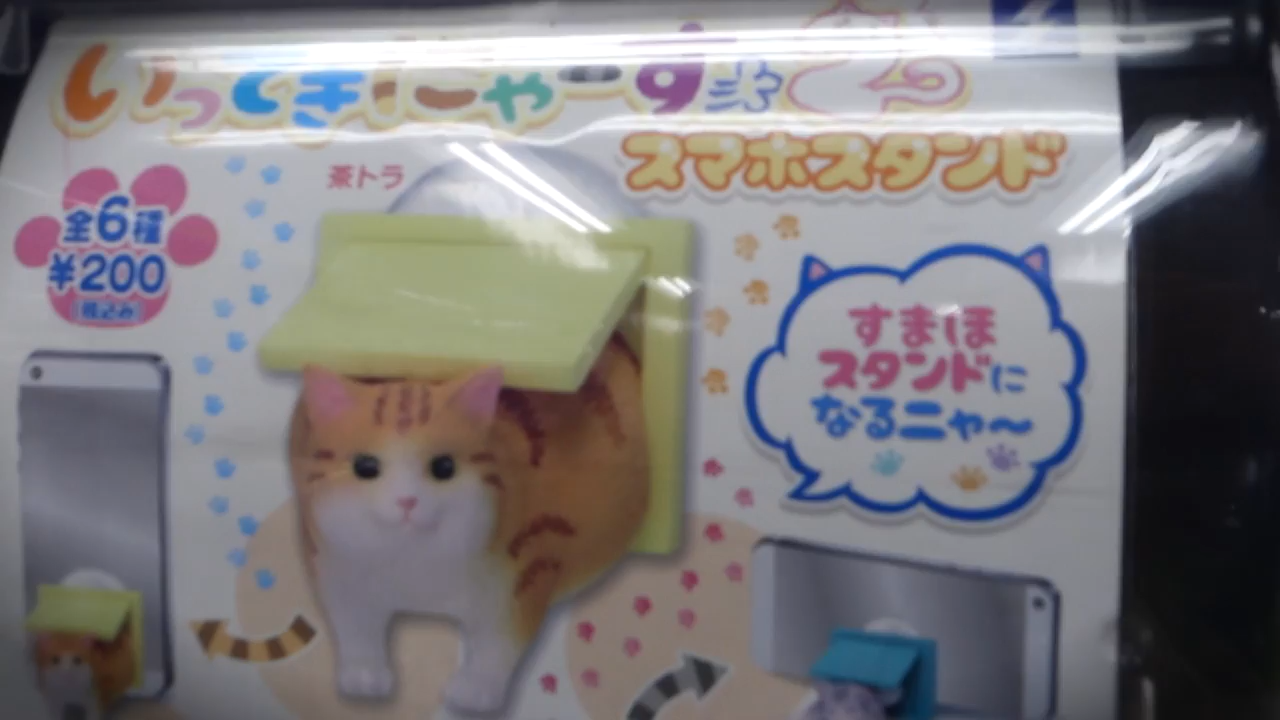 いってきにゃーす
スマホスタンド
茶トラ
全6種
¥200
(税込み)
すまほ
スタンドに
なるニャ〜